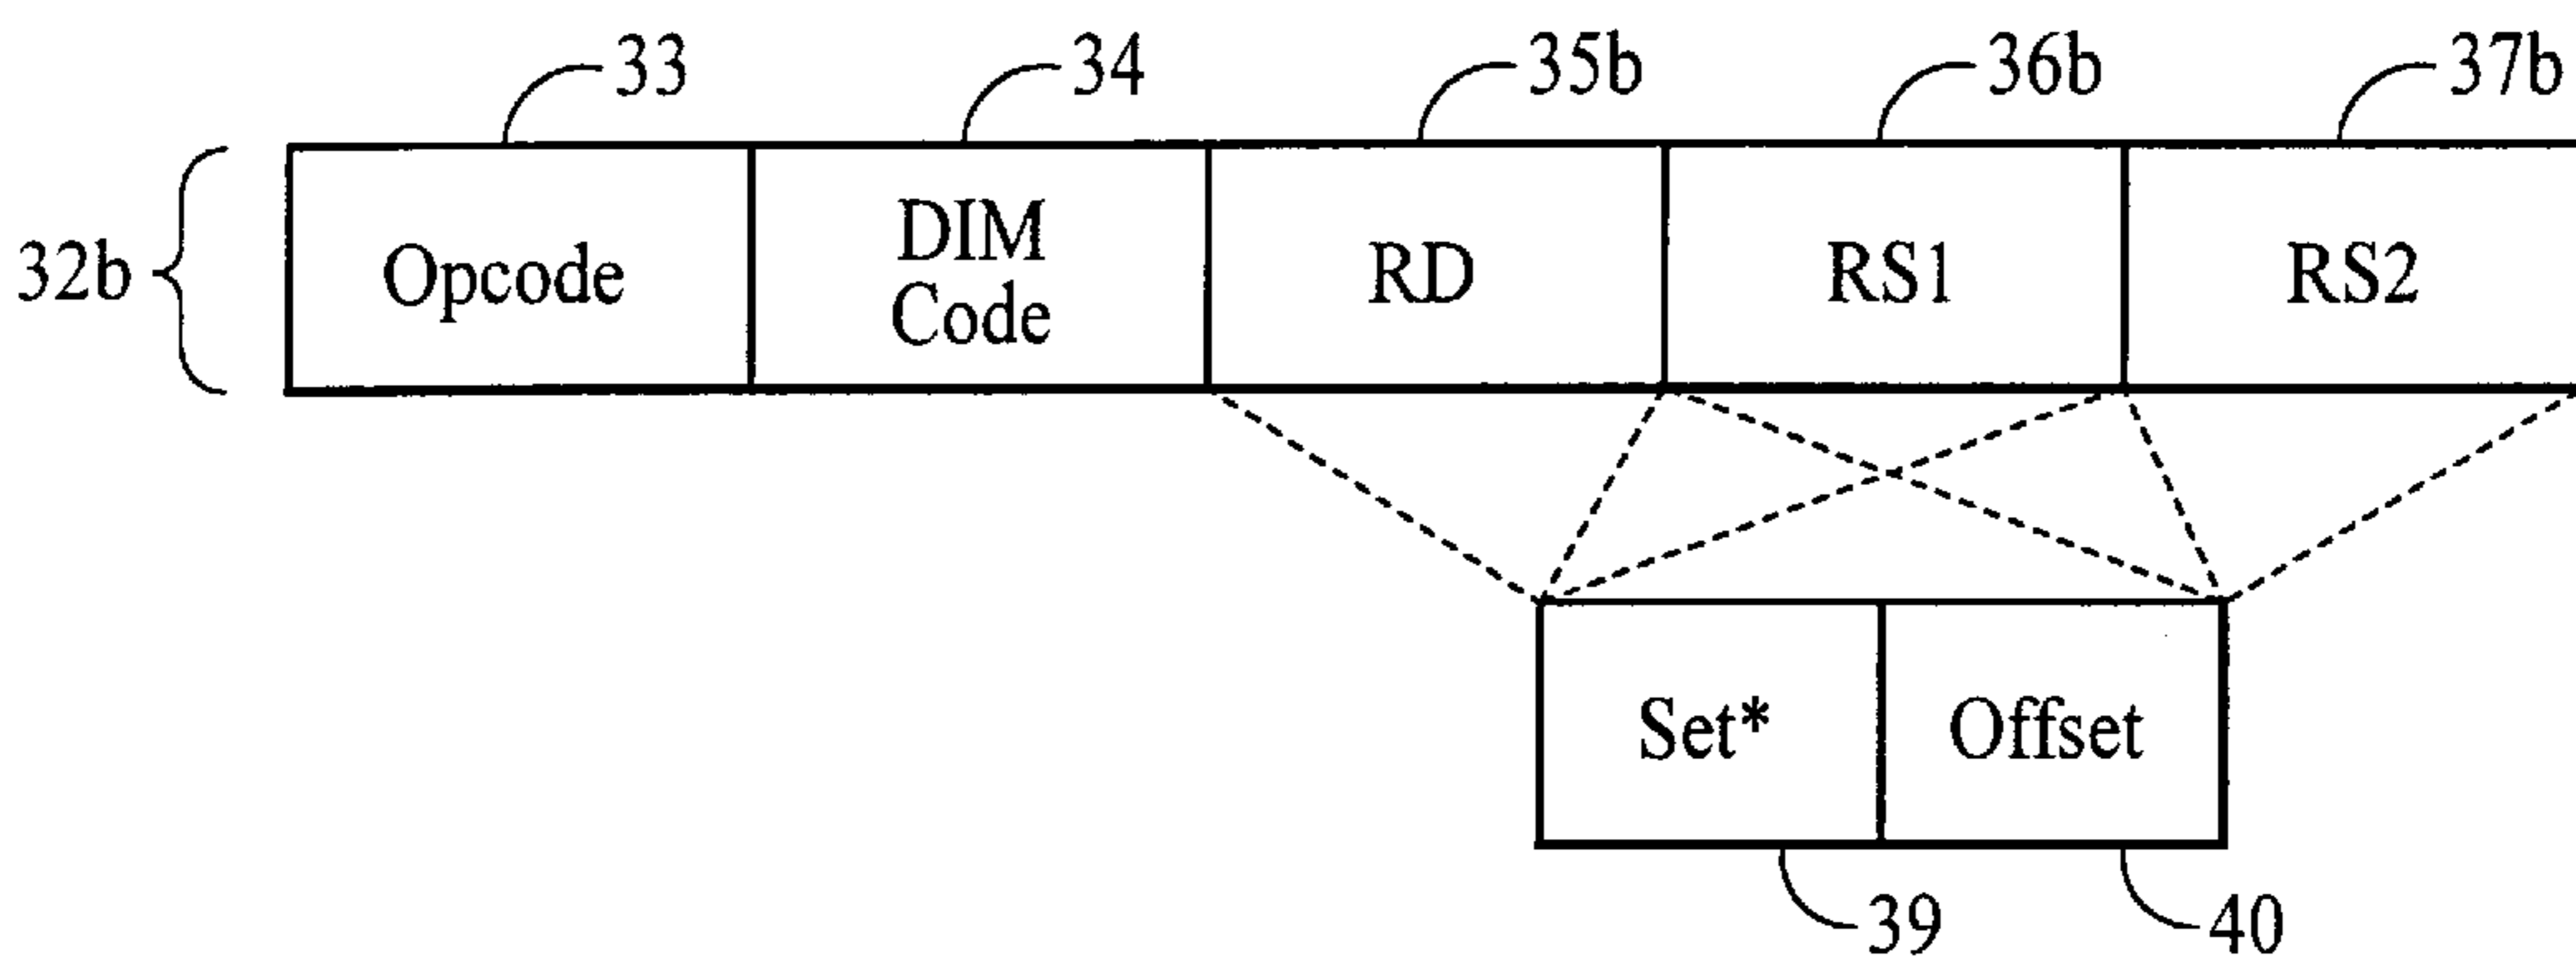 33 34 35b 36b 37b
32b
Opcode
DIM
Code
RD
RS1
RS2
Set*
Offset
39 40